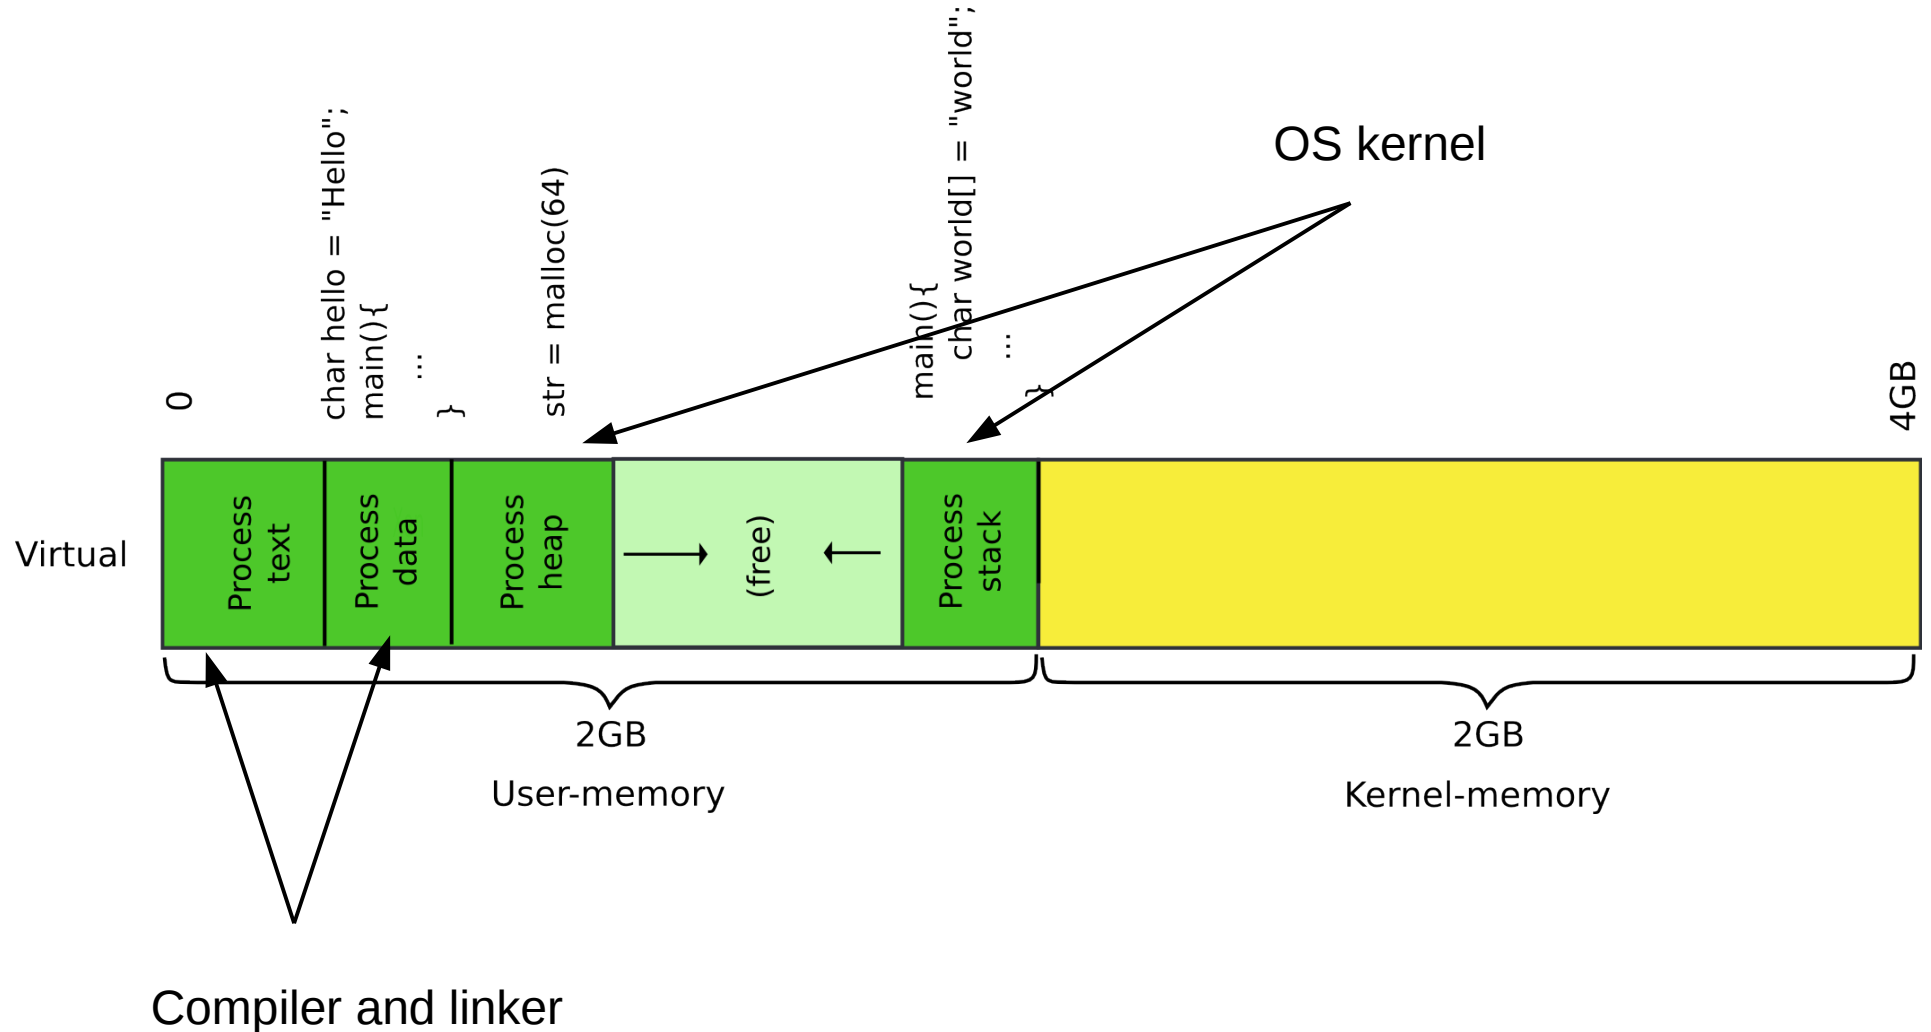 OS kernel
0
char hello = "Hello";
main(){
...
}
str = malloc(64)
main(){
char world[] = "world";
...
}
4GB
Virtual
Process
text
Process
data
Process
heap
(free)
Process
stack
2GB
User-memory
2GB
Kernel-memory
Compiler and linker